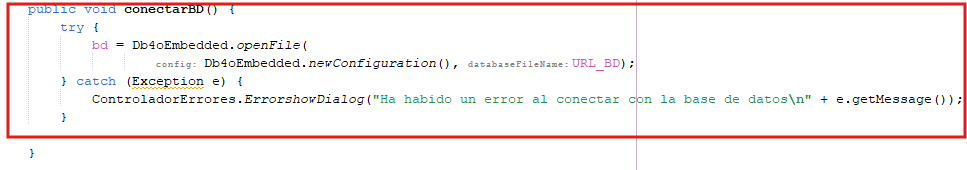 public void conectarBD() {
try {
bd = Db4oEmbedded.openFile(
config: Db4oEmbedded.newConfiguration(), databaseFileName: URL_BD);
} catch (Exception e) {
ControladorErrores.ErrorshowDialog("Ha habido un error al conectar con la base de datos\n" + e.getMessage());
}
}